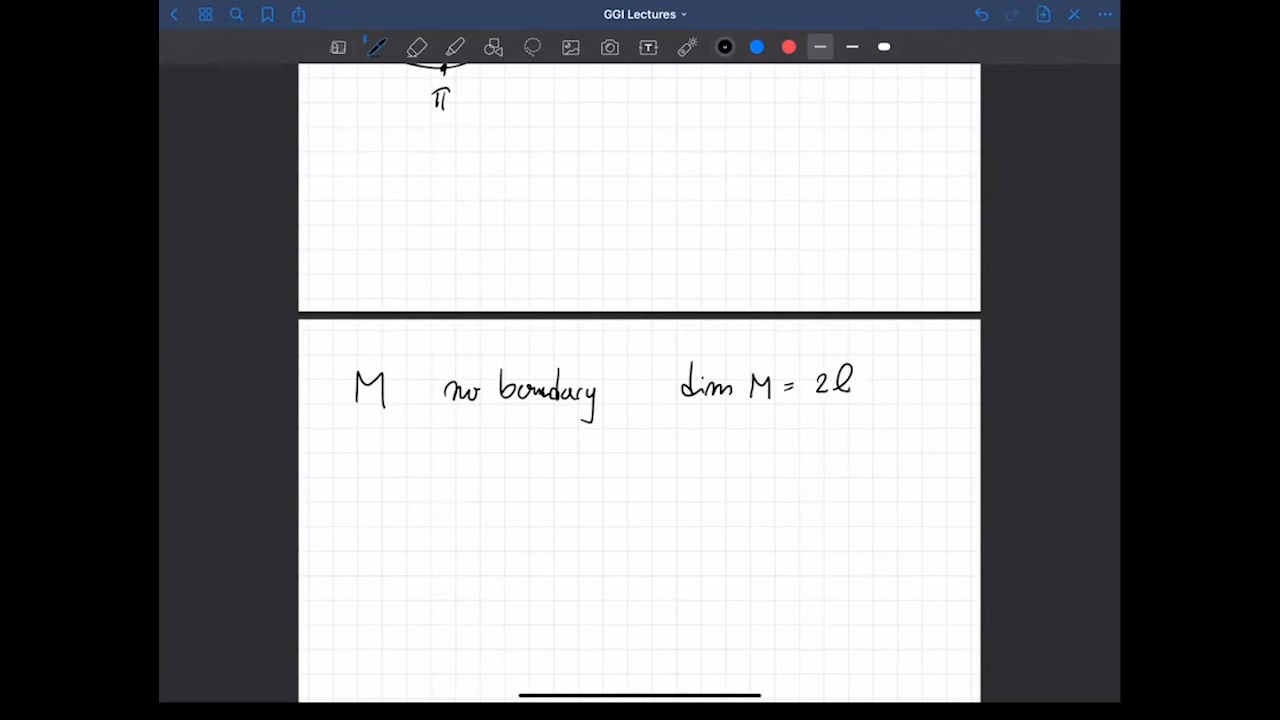 GGI Lectures
π
M no boundary dim M = 2l